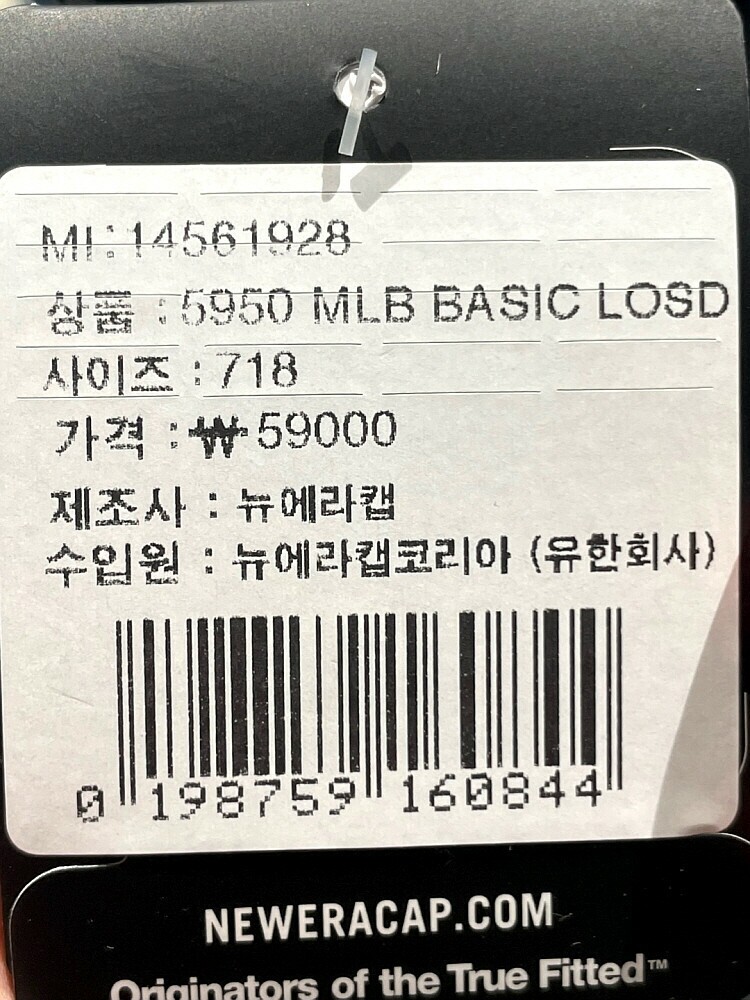 MI:14561928
상품 : 5950 MLB BASIC LOSD
사이즈 : 718
가격 : ₩ 59000
제조사 : 뉴에라캡
수입원 : 뉴에라캡코리아 (유한회사)
0 198759 160844
NEWERACAP.COM
Originators of the True Fitted™